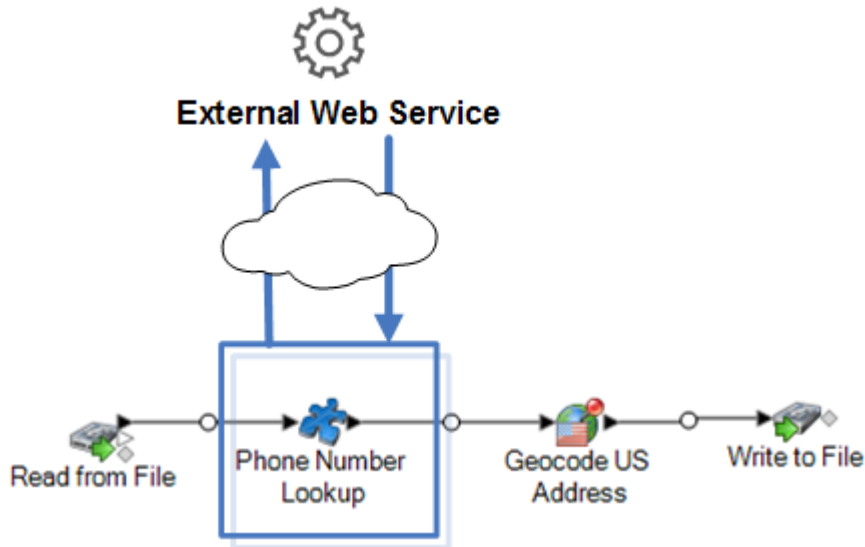 External Web Service
Read from File
Phone Number
Lookup
Geocode US
Address
Write to File